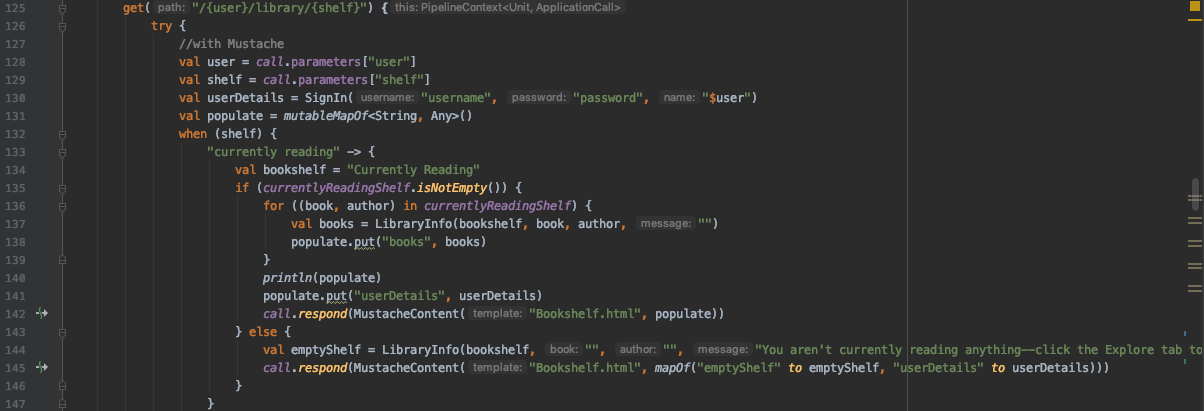 125 get( path: "/{user}/library/{shelf}") { this: PipelineContext<Unit, ApplicationCall>
126 try {
127 //with Mustache
128 val user = call.parameters["user"]
129 val shelf = call.parameters["shelf"]
130 val userDetails = SignIn( username: "username", password: "password", name: "$user")
131 val populate = mutableMapOf<String, Any>()
132 when (shelf) {
133 "currently reading" -> {
134 val bookshelf = "Currently Reading"
135 if (currentlyReadingShelf.isNotEmpty()) {
136 for ((book, author) in currentlyReadingShelf) {
137 val books = LibraryInfo(bookshelf, book, author, message: "")
138 populate.put("books", books)
139 }
140 println(populate)
141 populate.put("userDetails", userDetails)
142 call.respond(MustacheContent( template: "Bookshelf.html", populate))
143 } else {
144 val emptyShelf = LibraryInfo(bookshelf, book: "", author: "", message: "You aren't currently reading anything——click the Explore tab to
145 call.respond(MustacheContent( template: "Bookshelf.html", mapOf("emptyShelf" to emptyShelf, "userDetails" to userDetails)))
146 }
147 }